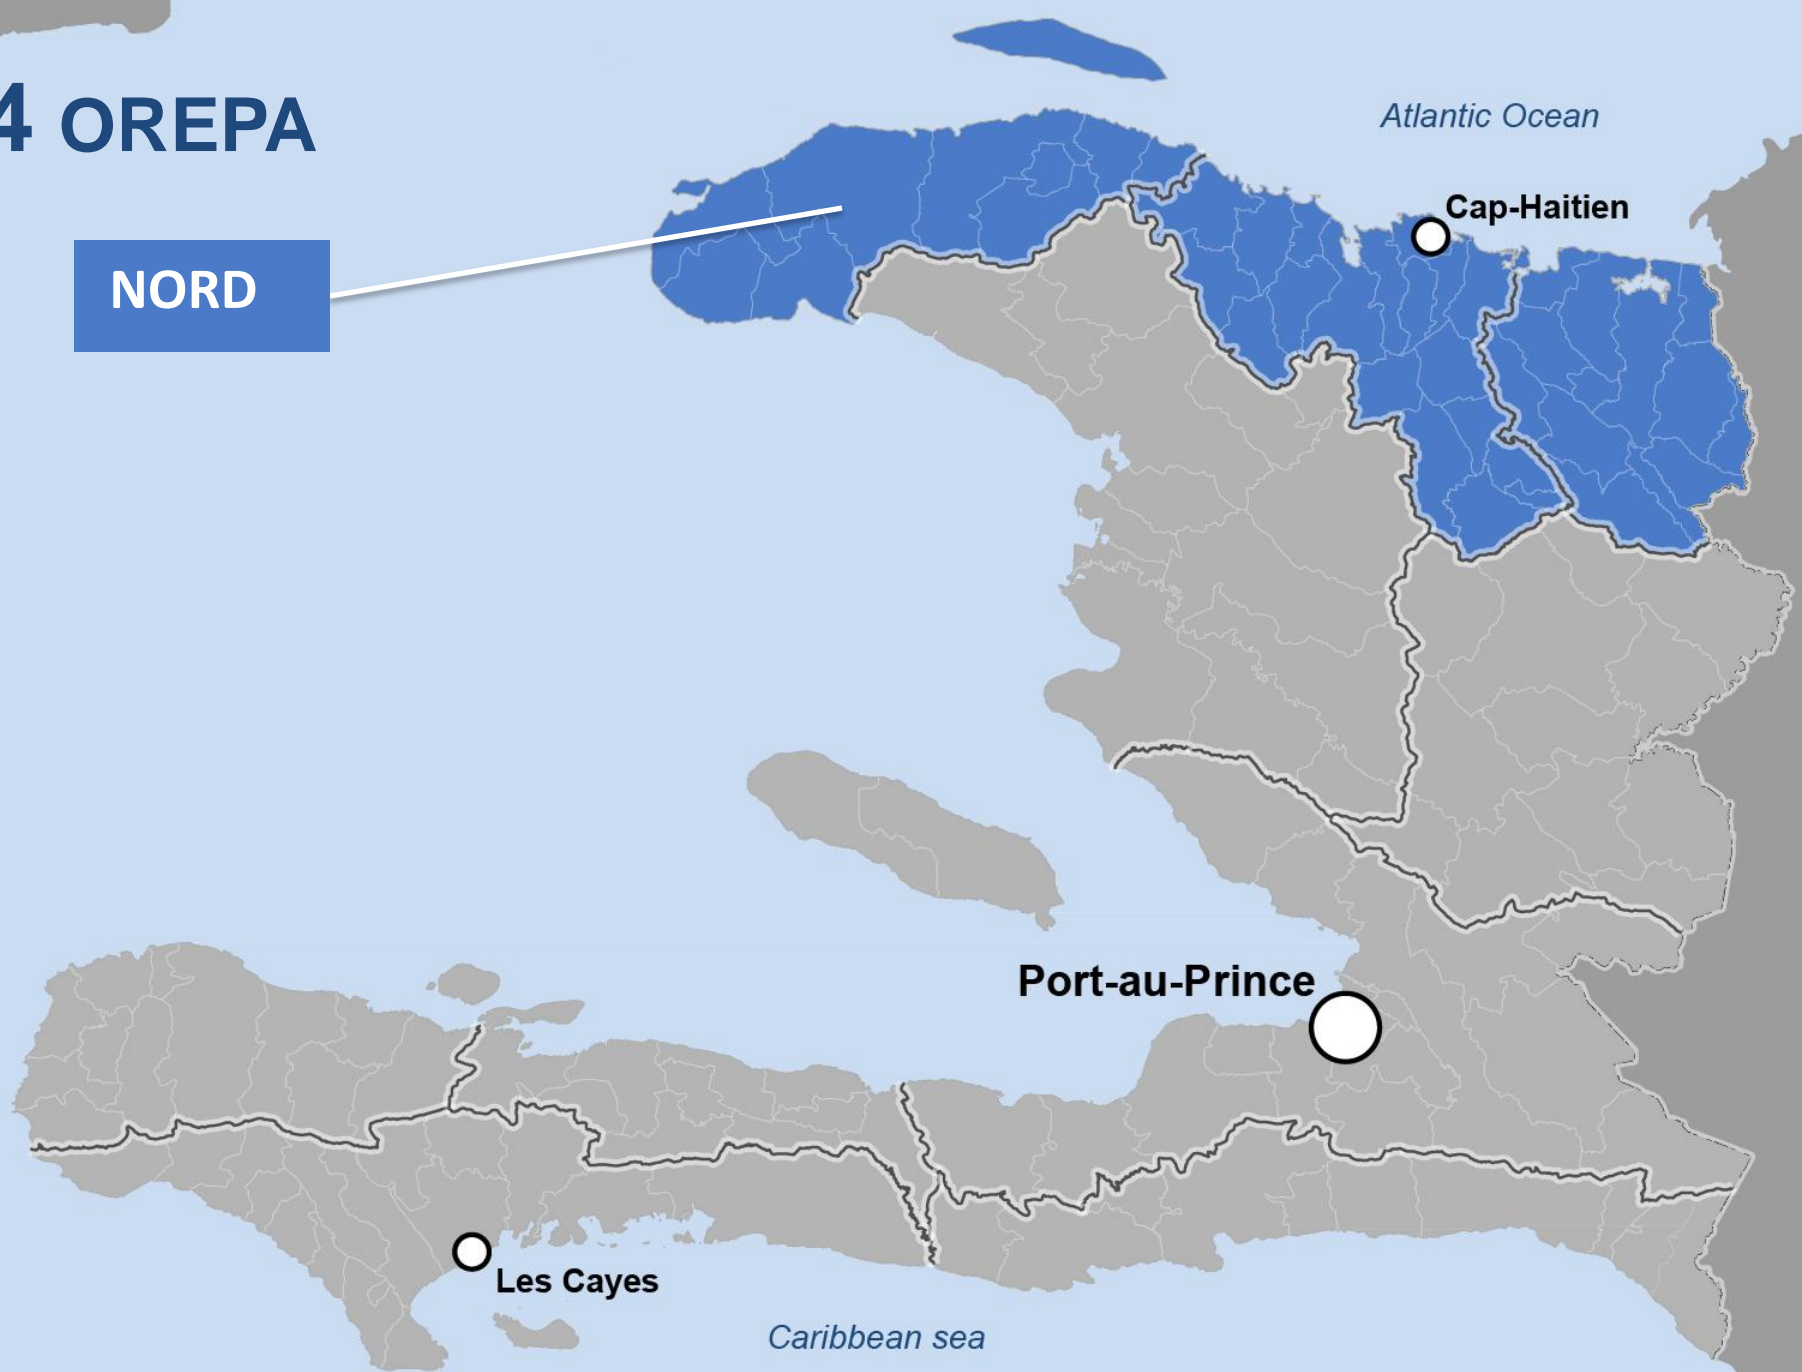 4 OREPA
Atlantic Ocean
Cap-Haitien
NORD
Port-au-Prince
Les Cayes
Caribbean sea